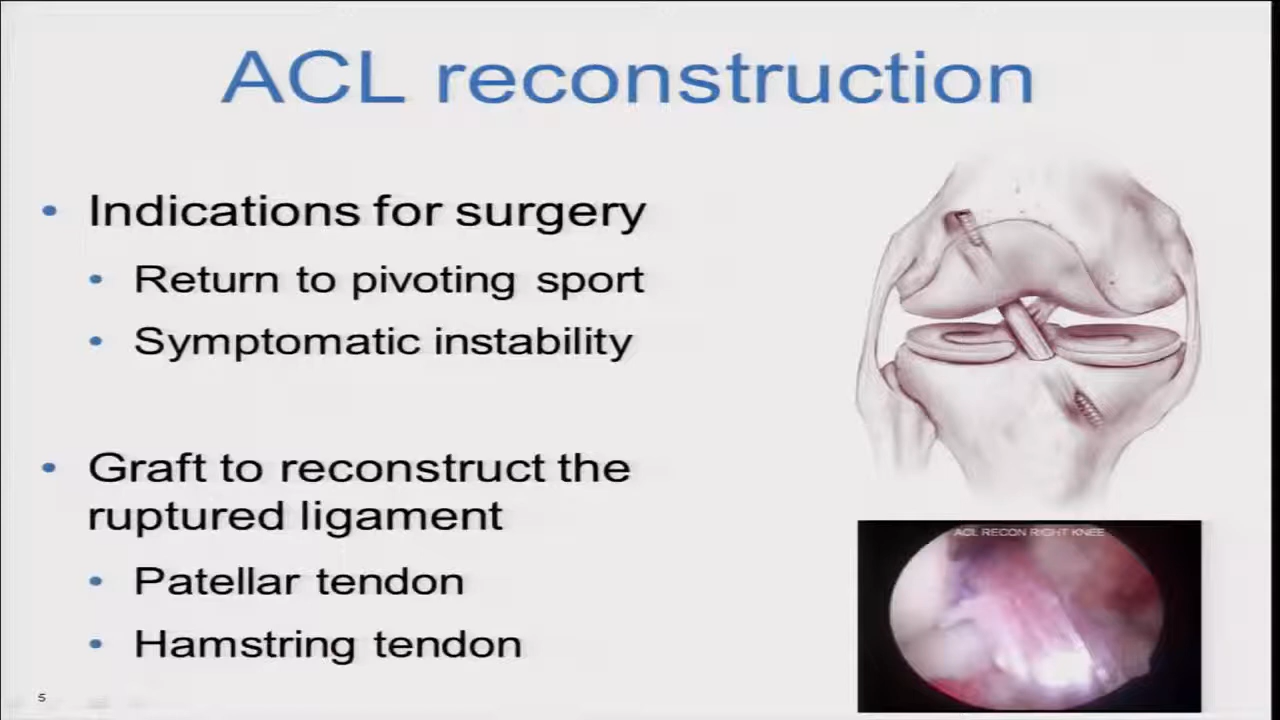 ACL reconstruction
• Indications for surgery
• Return to pivoting sport
• Symptomatic instability
• Graft to reconstruct the
ruptured ligament
• Patellar tendon
• Hamstring tendon
ACL RECON RIGHT KNEE
5